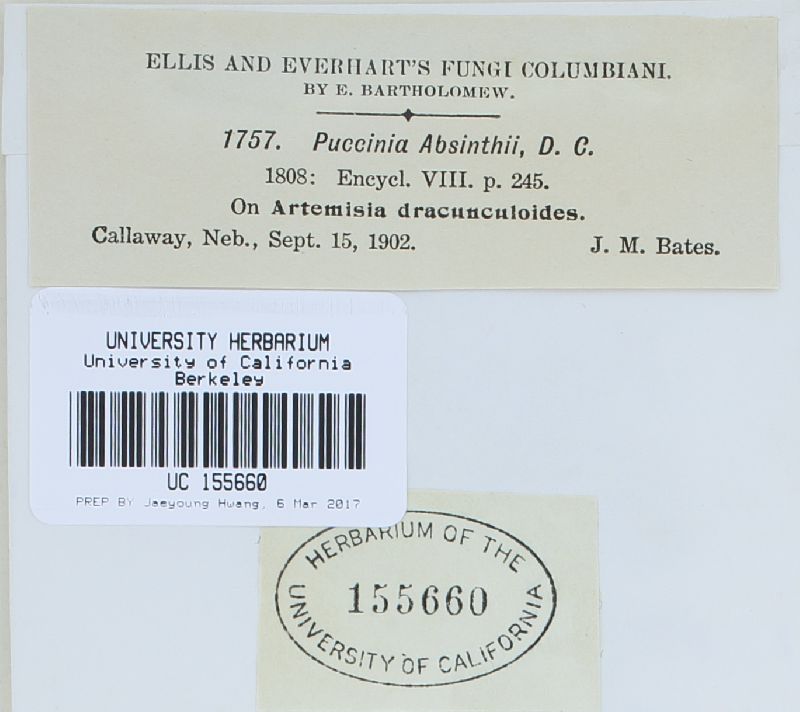 ELLIS AND EVERHART'S FUNGI COLUMBIANI.
BY E. BARTHOLOMEW.
1757. Puccinia Absinthii, D. C.
1808: Encycl. VIII. p. 245.
On Artemisia dracunculoides.
Callaway, Neb., Sept. 15, 1902. J. M. Bates.
UNIVERSITY HERBARIUM
University of California
Berkeley
UC 155660
PREP BY Jaeyoung Hwang, 6 Mar 2017
HERBARIUM OF THE
155660
UNIVERSITY OF CALIFORNIA